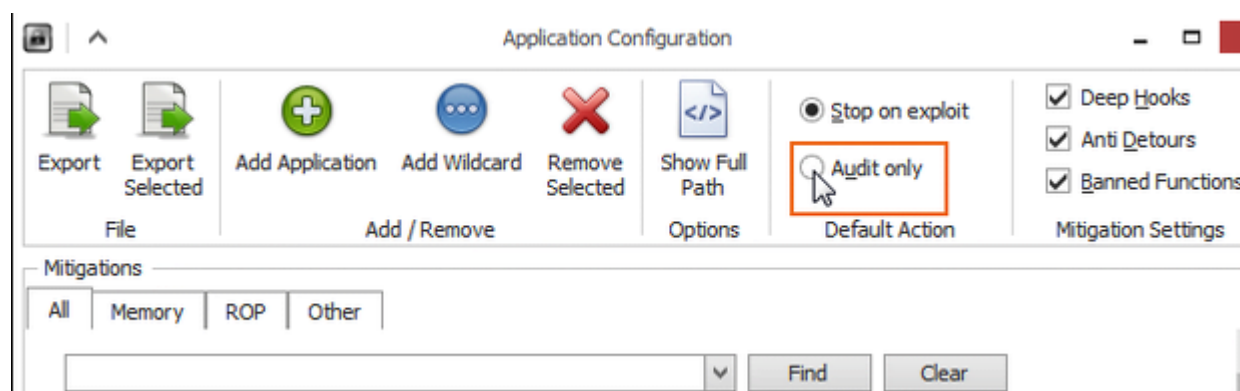 Application Configuration
Export
Export
Selected
Add Application
Add Wildcard
Remove
Selected
</>
Show Full
Path
Stop on exploit
Audit only
Deep Hooks
Anti Detours
Banned Functions
File
Add / Remove
Options
Default Action
Mitigation Settings
Mitigations
All
Memory
ROP
Other
Find
Clear